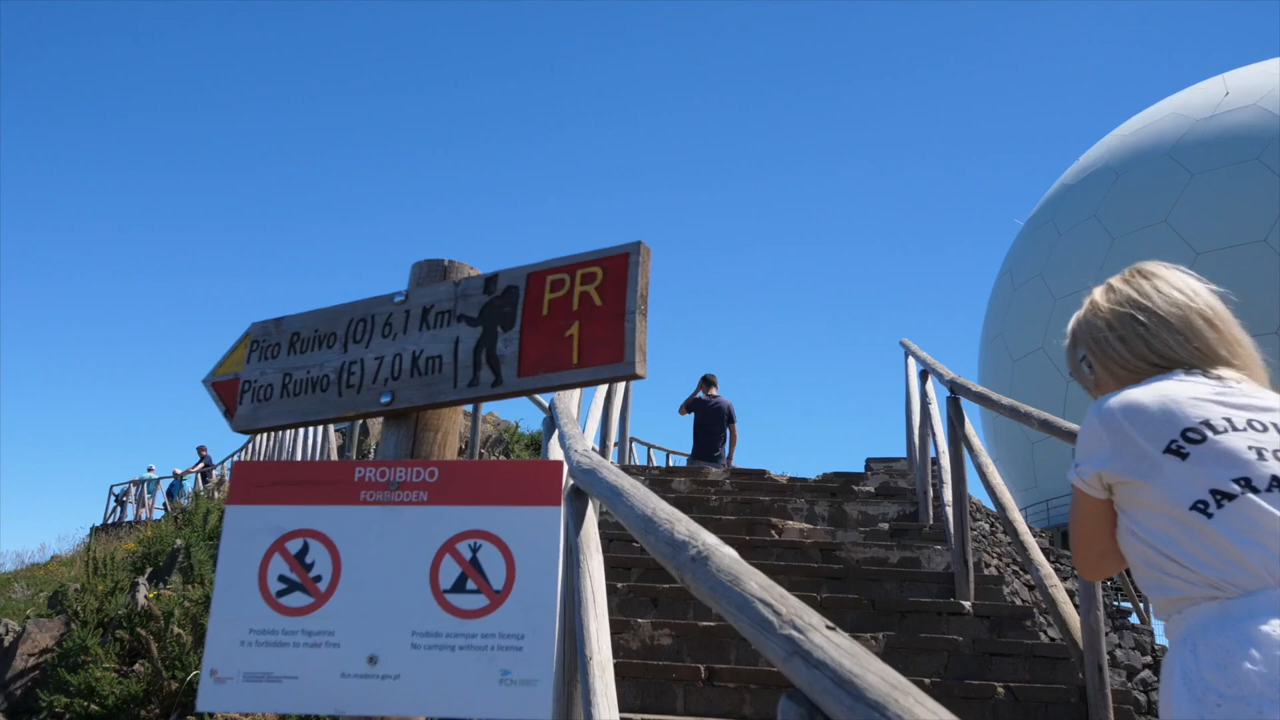 Pico Ruivo (O) 6,1 Km
Pico Ruivo (E) 7,0 Km
PR
1
PROIBIDO
FORBIDDEN
Proibido fazer fogueiras
It is forbidden to make fires
Proibido acampar sem licença
No camping without a license
ifcn.madeira.gov.pt
IFCN
FOLLO
TO
PARA